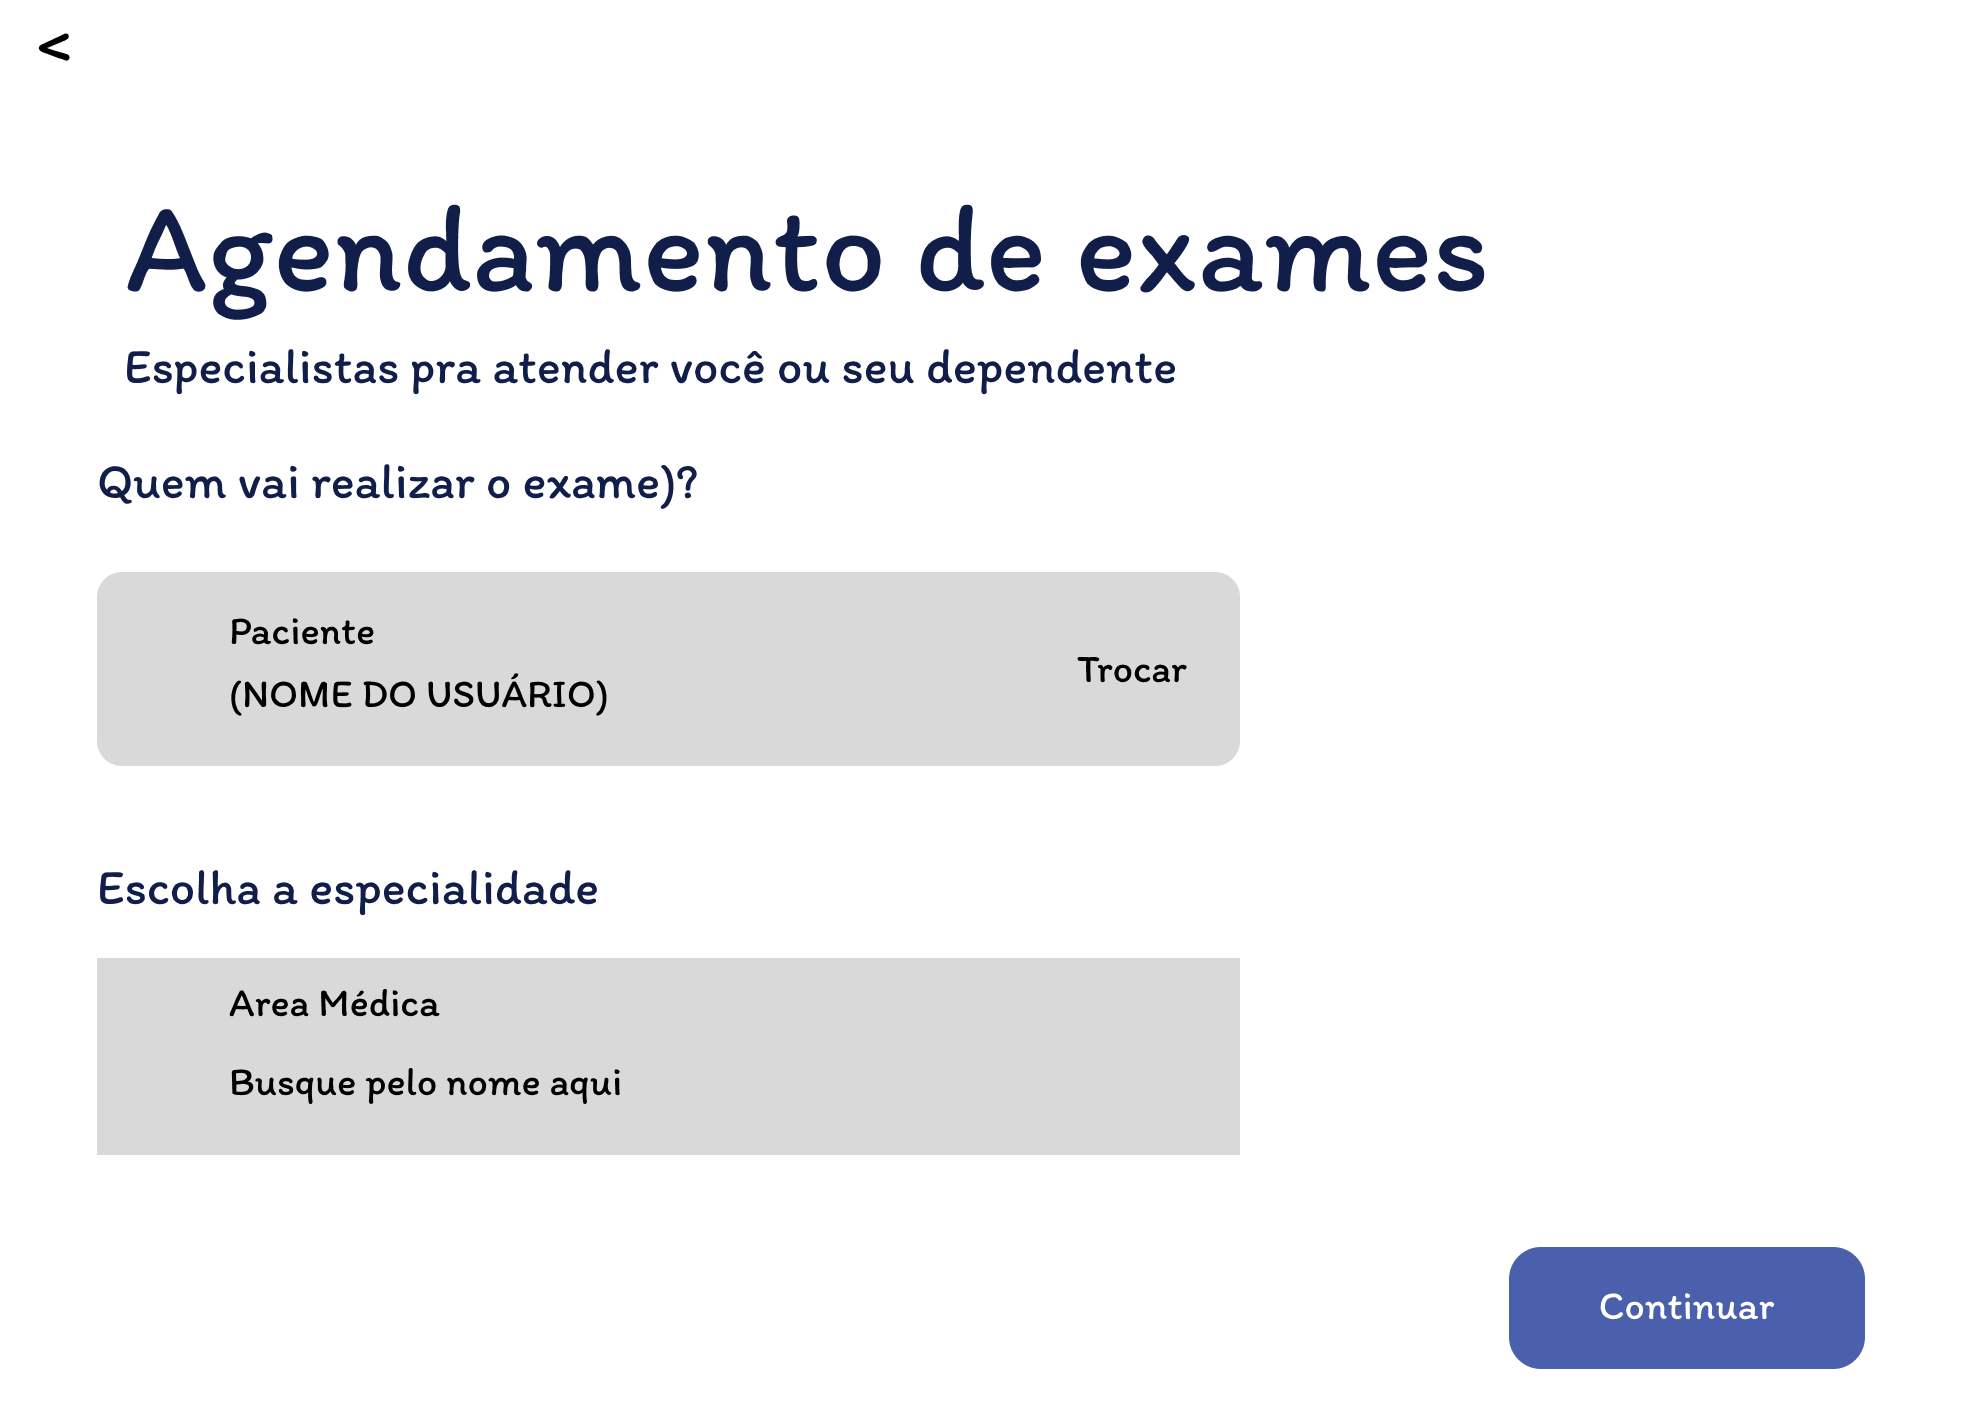 <
Agendamento de exames
Especialistas pra atender você ou seu dependente
Quem vai realizar o exame)?
Paciente
(NOME DO USUÁRIO)
Trocar
Escolha a especialidade
Area Médica
Busque pelo nome aqui
Continuar